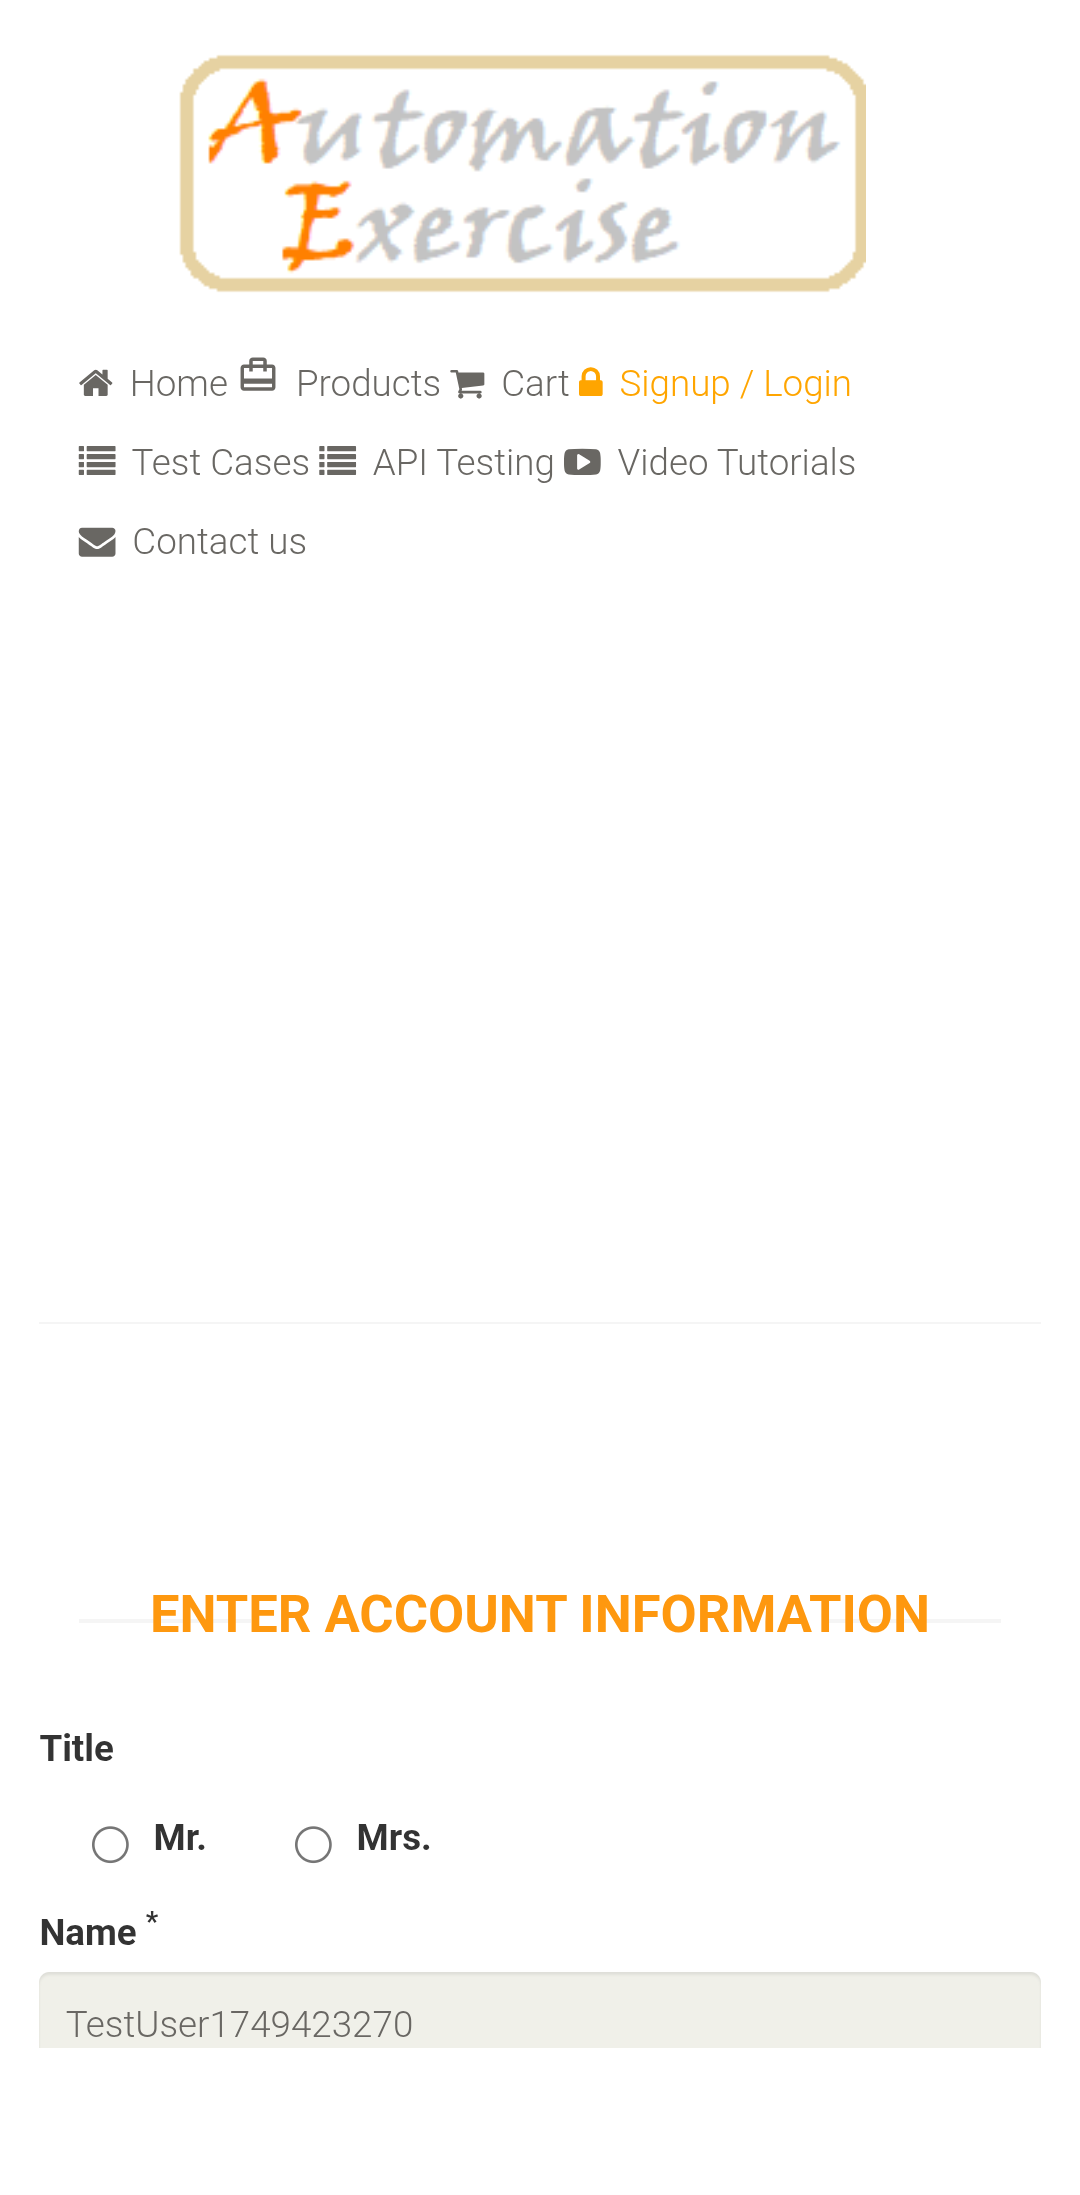 Automation
Exercise
Home Products Cart Signup / Login
Test Cases API Testing Video Tutorials
Contact us
ENTER ACCOUNT INFORMATION
Title
Mr. Mrs.
Name *
TestUser1749423270